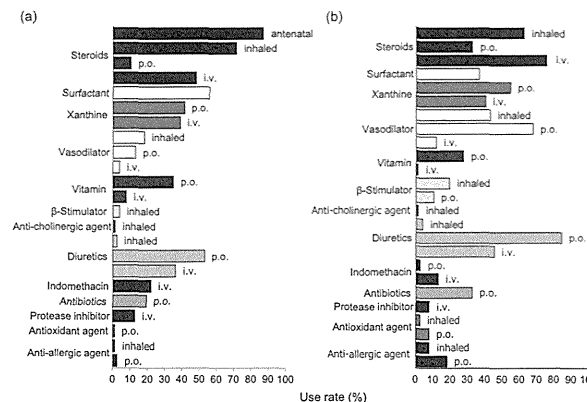 (a)
antenatal
Steroids
inhaled
p.o.
i.v.
Surfactant
Xanthine
p.o.
i.v.
inhaled
Vasodilator
p.o.
i.v.
Vitamin
p.o.
i.v.
β-Stimulator
inhaled
Anti-cholinergic agent
inhaled
inhaled
Diuretics
p.o.
i.v.
Indomethacin
i.v.
Antibiotics
p.o.
Protease inhibitor
i.v.
Antioxidant agent
p.o.
Anti-allergic agent
inhaled
p.o.
0 10 20 30 40 50 60 70 80 90 100
(b)
inhaled
Steroids
p.o.
i.v.
Surfactant
Xanthine
p.o.
i.v.
inhaled
Vasodilator
p.o.
i.v.
Vitamin
p.o.
i.v.
β-Stimulator
inhaled
p.o.
Anti-cholinergic agent
inhaled
inhaled
Diuretics
p.o.
i.v.
Indomethacin
p.o.
i.v.
Antibiotics
p.o.
Protease inhibitor
i.v.
Antioxidant agent
inhaled
p.o.
Anti-allergic agent
inhaled
p.o.
0 10 20 30 40 50 60 70 80 90 100
Use rate (%)